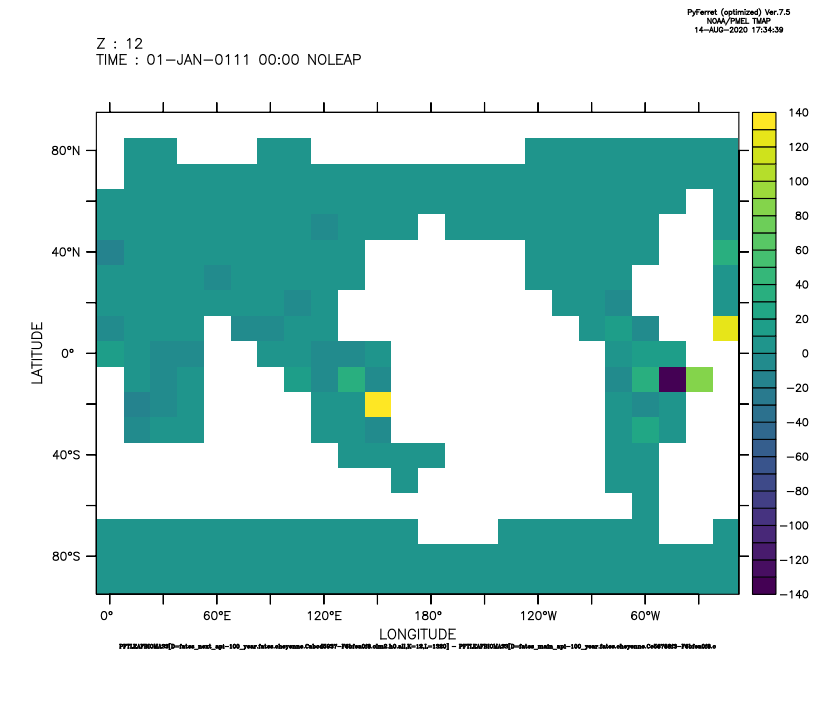 PyFerret (optimized) Ver.7.5
NOAA/PMEL TMAP
14-AUG-2020 17:34:39
Z : 12
TIME : 01-JAN-0111 00:00 NOLEAP
80°N
40°N
0°
40°S
80°S
LATITUDE
0°
60°E
120°E
180°
120°W
60°W
LONGITUDE
140
120
100
80
60
40
20
0
-20
-40
-60
-80
-100
-120
-140